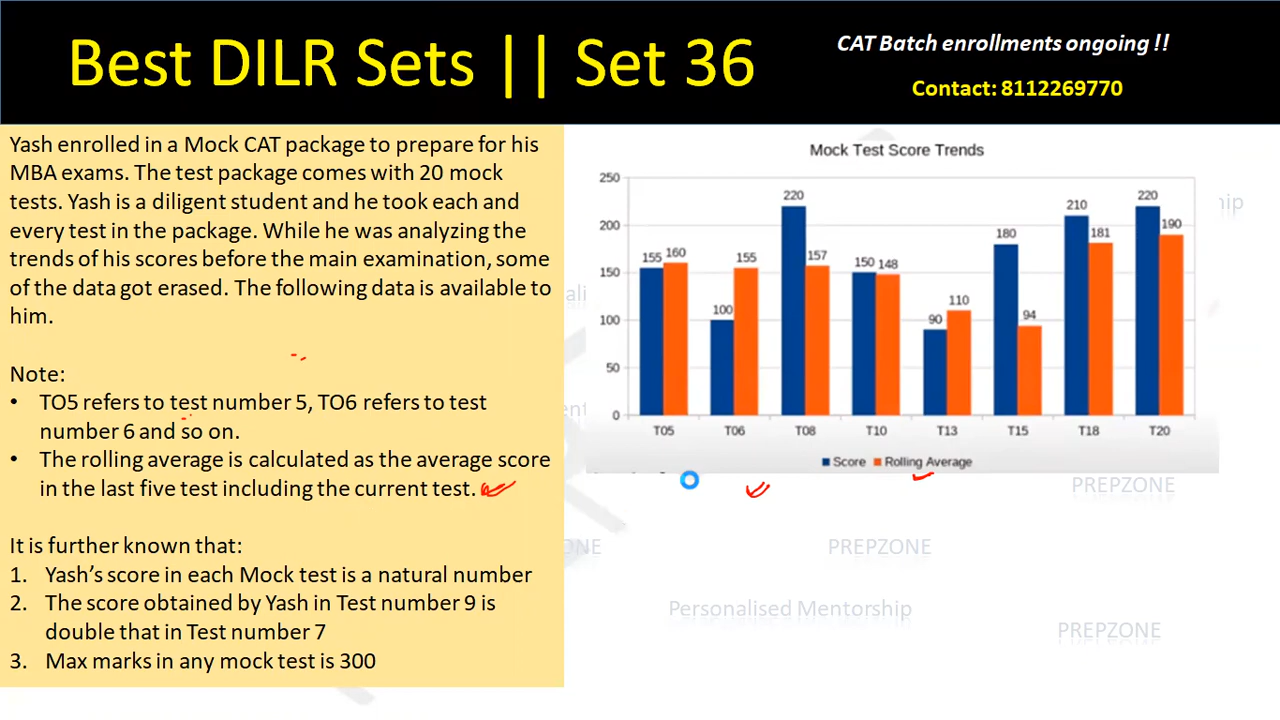 Best DILR Sets || Set 36
CAT Batch enrollments ongoing !!
Contact: 8112269770
Yash enrolled in a Mock CAT package to prepare for his
MBA exams. The test package comes with 20 mock
tests. Yash is a diligent student and he took each and
every test in the package. While he was analyzing the
trends of his scores before the main examination, some
of the data got erased. The following data is available to
him.
Note:
• TO5 refers to test number 5, TO6 refers to test
number 6 and so on.
• The rolling average is calculated as the average score
in the last five test including the current test.
It is further known that:
1. Yash's score in each Mock test is a natural number
2. The score obtained by Yash in Test number 9 is
double that in Test number 7
3. Max marks in any mock test is 300
Mock Test Score Trends
250
200
150
100
50
0
155 160
100 155
220 157
150 148
90 110
180 94
210 181
220 190
T05 T06 T08 T10 T13 T15 T18 T20
Score Rolling Average
PREPZONE
PREPZONE
Personalised Mentorship
PREPZONE